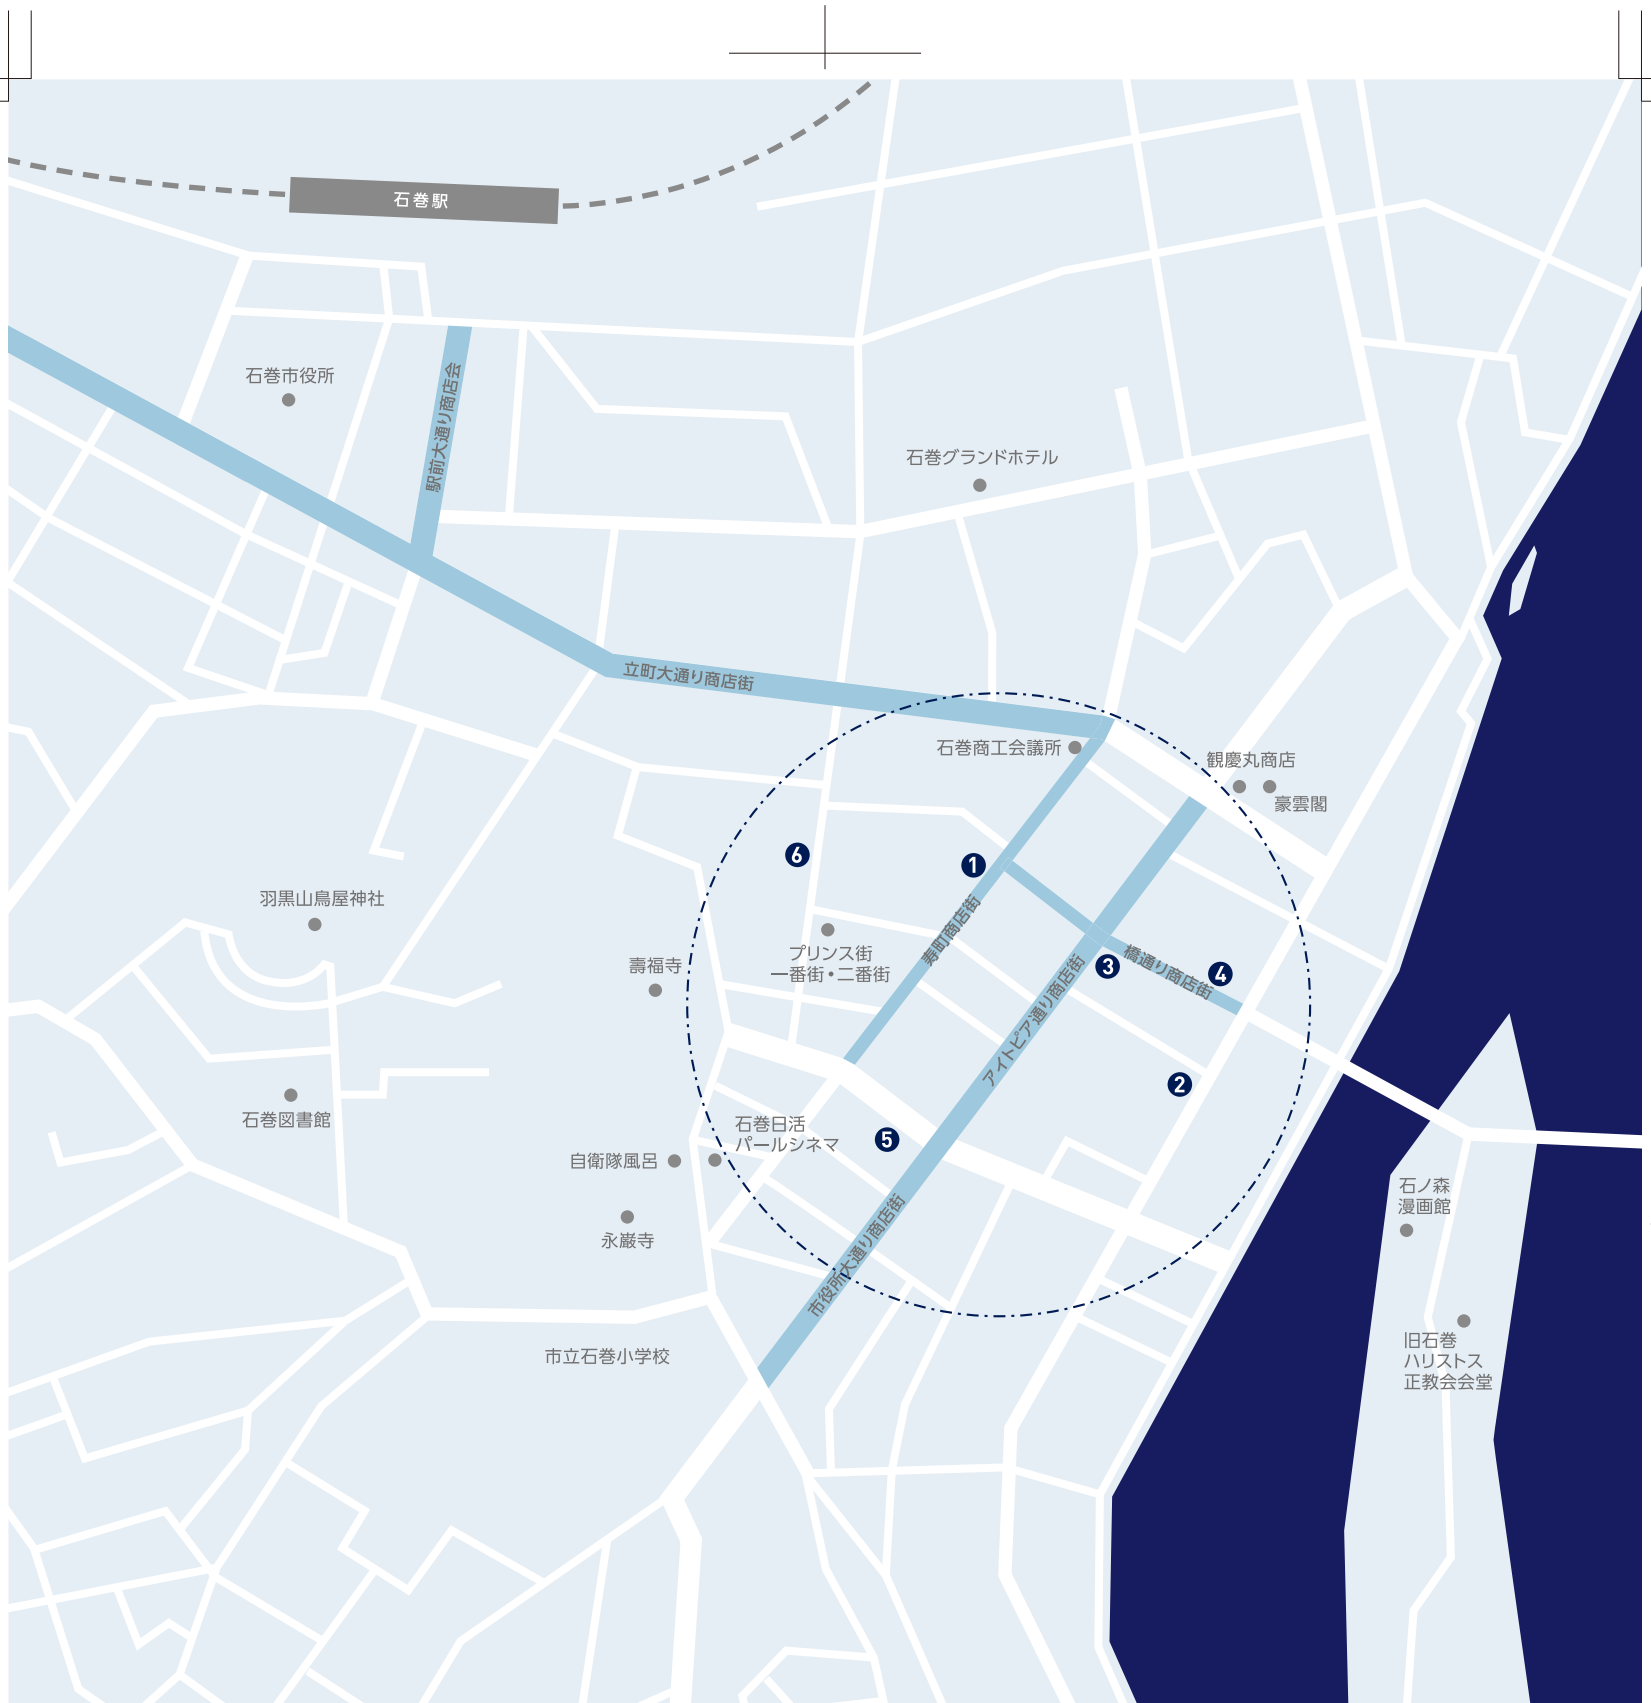 石巻駅
石巻市役所
駅前大通り商店会
石巻グランドホテル
立町大通り商店街
石巻商工会議所
観慶丸商店
豪雲閣
6
1
羽黒山鳥屋神社
寿町商店街
プリンス街
一番街・二番街
壽福寺
アイトピア通り商店街
3
橋通り商店街
4
2
石巻図書館
石巻日活
パールシネマ
5
自衛隊風呂
永巌寺
市役所大通り商店街
石ノ森
漫画館
市立石巻小学校
旧石巻
ハリストス
正教会会堂